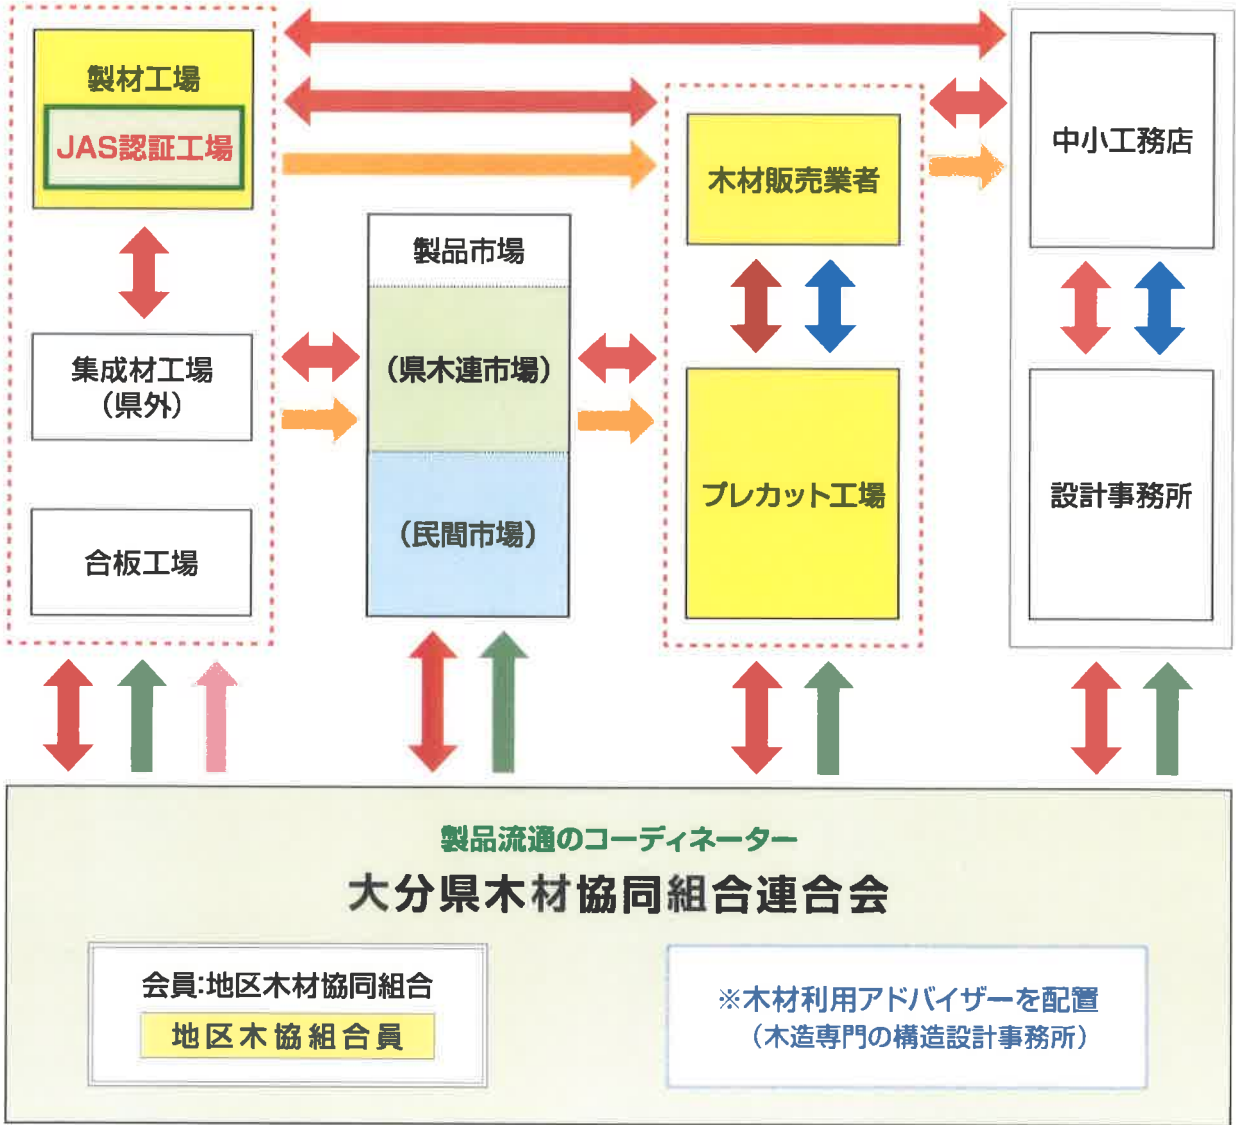 製材工場
JAS認証工場
集成材工場
（県外）
合板工場
製品市場
（県木連市場）
（民間市場）
木材販売業者
プレカット工場
中小工務店
設計事務所
製品流通のコーディネーター
大分県木材協同組合連合会
会員:地区木材協同組合
地区木協組合員
※木材利用アドバイザーを配置
（木造専門の構造設計事務所）